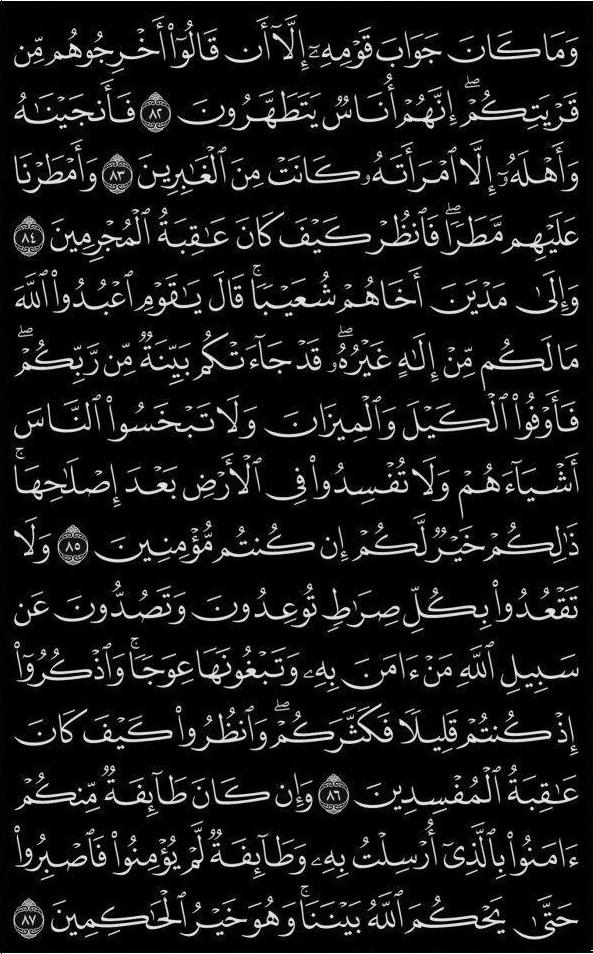 وَمَا كَانَ جَوَابَ قَوْمِهِۦٓ إِلَّآ أَن قَالُوٓا۟ أَخْرِجُوهُم مِّن
قَرْيَتِكُمْ ۖ إِنَّهُمْ أُنَاسٌ يَتَطَهَّرُونَ ٨٢ فَأَنجَيْنَٰهُ
وَأَهْلَهُۥٓ إِلَّا ٱمْرَأَتَهُۥ كَانَتْ مِنَ ٱلْغَٰبِرِينَ ٨٣ وَأَمْطَرْنَا
عَلَيْهِم مَّطَرًا ۖ فَٱنظُرْ كَيْفَ كَانَ عَٰقِبَةُ ٱلْمُجْرِمِينَ ٨٤
وَإِلَىٰ مَدْيَنَ أَخَاهُمْ شُعَيْبًا ۗ قَالَ يَٰقَوْمِ ٱعْبُدُوا۟ ٱللَّهَ
مَا لَكُم مِّنْ إِلَٰهٍ غَيْرُهُۥ ۖ قَدْ جَآءَتْكُم بَيِّنَةٌ مِّن رَّبِّكُمْ ۖ
فَأَوْفُوا۟ ٱلْكَيْلَ وَٱلْمِيزَانَ وَلَا تَبْخَسُوا۟ ٱلنَّاسَ
أَشْيَآءَهُمْ وَلَا تُفْسِدُوا۟ فِى ٱلْأَرْضِ بَعْدَ إِصْلَٰحِهَا ۚ
ذَٰلِكُمْ خَيْرٌ لَّكُمْ إِن كُنتُم مُّؤْمِنِينَ ٨٥ وَلَا
تَقْعُدُوا۟ بِكُلِّ صِرَٰطٍ تُوعِدُونَ وَتَصُدُّونَ عَن
سَبِيلِ ٱللَّهِ مَنْ ءَامَنَ بِهِۦ وَتَبْغُونَهَا عِوَجًا ۚ وَٱذْكُرُوٓا۟
إِذْ كُنتُمْ قَلِيلًا فَكَثَّرَكُمْ ۖ وَٱنظُرُوا۟ كَيْفَ كَانَ
عَٰقِبَةُ ٱلْمُفْسِدِينَ ٨٦ وَإِن كَانَ طَآئِفَةٌ مِّنكُمْ
ءَامَنُوا۟ بِٱلَّذِىٓ أُرْسِلْتُ بِهِۦ وَطَآئِفَةٌ لَّمْ يُؤْمِنُوا۟ فَٱصْبِرُوا۟
حَتَّىٰ يَحْكُمَ ٱللَّهُ بَيْنَنَا ۚ وَهُوَ خَيْرُ ٱلْحَٰكِمِينَ ٨٧